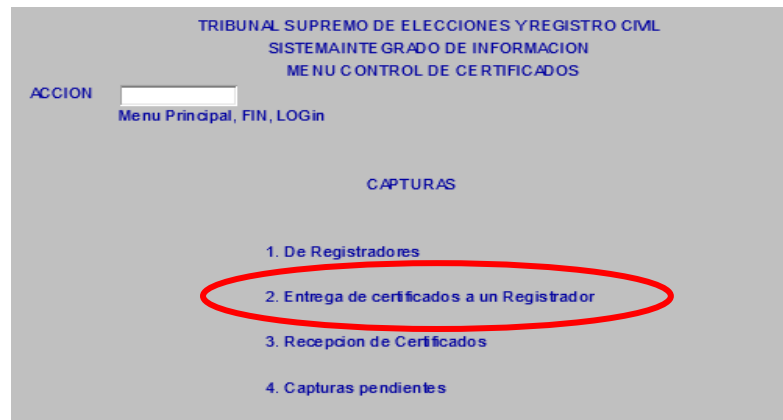 TRIBUNAL SUPREMO DE ELECCIONES Y REGISTRO CIVIL
SISTEMA INTEGRADO DE INFORMACION
MENU CONTROL DE CERTIFICADOS
ACCION
Menu Principal, FIN, LOGin
CAPTURAS
1. De Registradores
2. Entrega de certificados a un Registrador
3. Recepcion de Certificados
4. Capturas pendientes